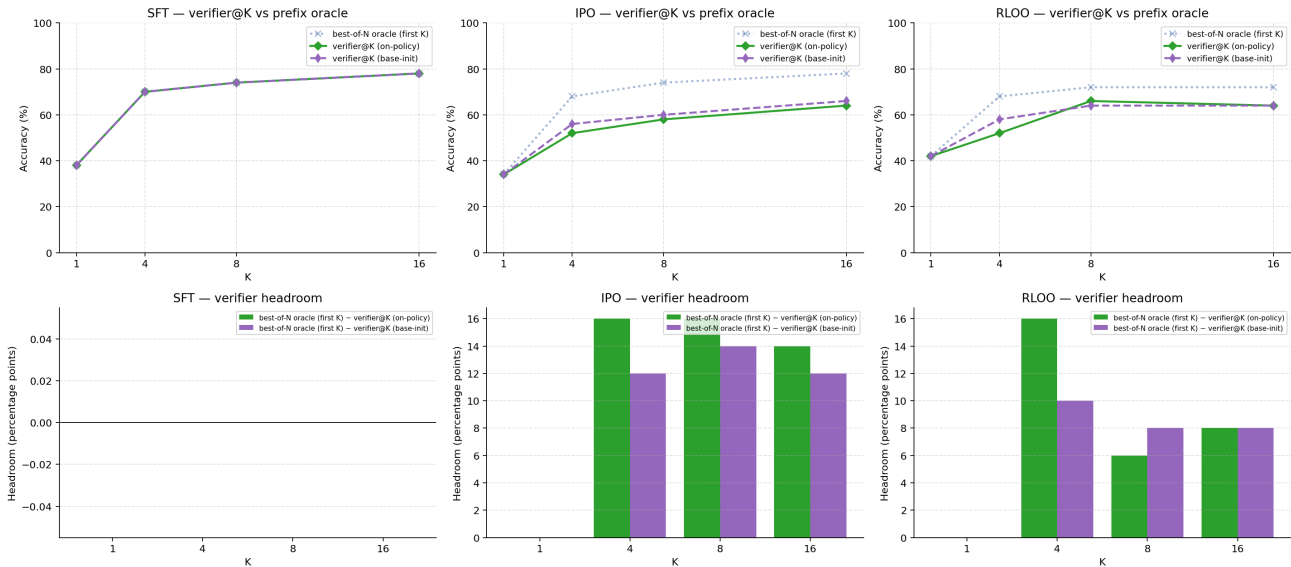 SFT — verifier@K vs prefix oracle
Accuracy (%)
100
80
60
40
20
0
best-of-N oracle (first K)
verifier@K (on-policy)
verifier@K (base-init)
1
4
8
16
K
IPO — verifier@K vs prefix oracle
Accuracy (%)
100
80
60
40
20
0
best-of-N oracle (first K)
verifier@K (on-policy)
verifier@K (base-init)
1
4
8
16
K
RLOO — verifier@K vs prefix oracle
Accuracy (%)
100
80
60
40
20
0
best-of-N oracle (first K)
verifier@K (on-policy)
verifier@K (base-init)
1
4
8
16
K
SFT — verifier headroom
Headroom (percentage points)
0.04
0.02
0.00
−0.02
−0.04
best-of-N oracle (first K) − verifier@K (on-policy)
best-of-N oracle (first K) − verifier@K (base-init)
1
4
8
16
K
IPO — verifier headroom
Headroom (percentage points)
16
14
12
10
8
6
4
2
0
best-of-N oracle (first K) − verifier@K (on-policy)
best-of-N oracle (first K) − verifier@K (base-init)
1
4
8
16
K
RLOO — verifier headroom
Headroom (percentage points)
16
14
12
10
8
6
4
2
0
best-of-N oracle (first K) − verifier@K (on-policy)
best-of-N oracle (first K) − verifier@K (base-init)
1
4
8
16
K